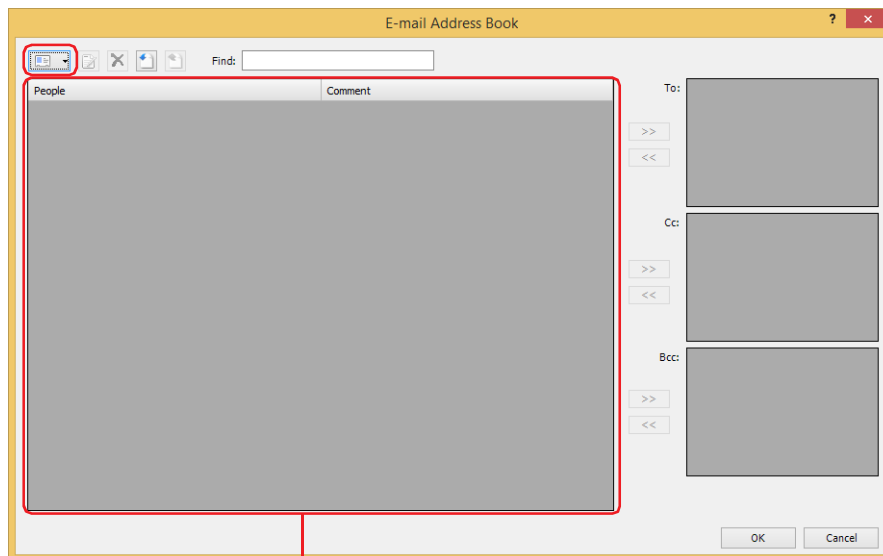 E-mail Address Book
?
Find:
People Comment
To:
>>
<<
Cc:
>>
<<
Bcc:
>>
<<
OK Cancel